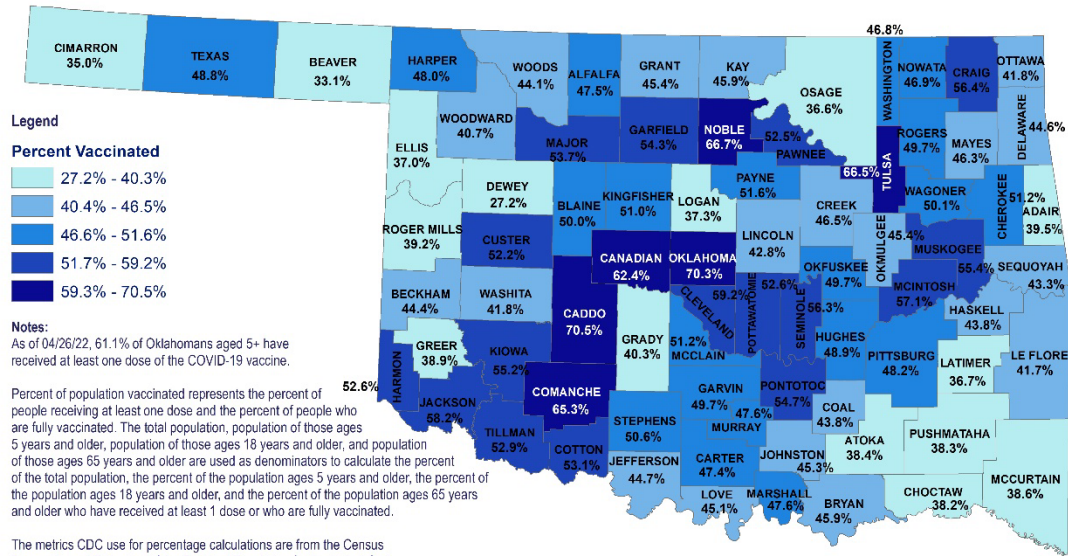 46.8%
CIMARRON
35.0%
TEXAS
48.8%
BEAVER
33.1%
HARPER
48.0%
WOODS
44.1%
ALFALFA
47.5%
GRANT
45.4%
KAY
45.9%
OSAGE
36.6%
WASHINGTON
NOWATA
46.9%
CRAIG
56.4%
OTTAWA
41.8%
DELAWARE
44.6%
WOODWARD
40.7%
ELLIS
37.0%
MAJOR
53.7%
GARFIELD
54.3%
NOBLE
66.7%
52.5%
PAWNEE
66.5%
TULSA
ROGERS
49.7%
MAYES
46.3%
DEWEY
27.2%
BLAINE
50.0%
KINGFISHER
51.0%
LOGAN
37.3%
PAYNE
51.6%
CREEK
46.5%
WAGONER
50.1%
CHEROKEE
51.2%
ADAIR
39.5%
ROGER MILLS
39.2%
CUSTER
52.2%
CANADIAN
62.4%
OKLAHOMA
70.3%
LINCOLN
42.8%
OKMULGEE
45.4%
MUSKOGEE
55.4%
SEQUOYAH
43.3%
OKFUSKEE
49.7%
MCINTOSH
57.1%
BECKHAM
44.4%
WASHITA
41.8%
CADDO
70.5%
GRADY
40.3%
CLEVELAND
59.2%
POTTAWATOMIE
52.6%
SEMINOLE
56.3%
HUGHES
48.9%
PITTSBURG
48.2%
HASKELL
43.8%
LATIMER
36.7%
LE FLORE
41.7%
GREER
38.9%
KIOWA
55.2%
51.2%
MCCLAIN
52.6%
HARMON
JACKSON
58.2%
COMANCHE
65.3%
TILLMAN
52.9%
COTTON
53.1%
STEPHENS
50.6%
GARVIN
49.7%
47.6%
MURRAY
PONTOTOC
54.7%
COAL
43.8%
ATOKA
38.4%
PUSHMATAHA
38.3%
MCCURTAIN
38.6%
JEFFERSON
44.7%
CARTER
47.4%
JOHNSTON
45.3%
LOVE
45.1%
MARSHALL
47.6%
BRYAN
45.9%
CHOCTAW
38.2%
Legend
Percent Vaccinated
27.2% - 40.3%
40.4% - 46.5%
46.6% - 51.6%
51.7% - 59.2%
59.3% - 70.5%
Notes:
As of 04/26/22, 61.1% of Oklahomans aged 5+ have
received at least one dose of the COVID-19 vaccine.
Percent of population vaccinated represents the percent of
people receiving at least one dose and the percent of people who
are fully vaccinated. The total population, population of those ages
5 years and older, population of those ages 18 years and older, and population
of those ages 65 years and older are used as denominators to calculate the percent
of the total population, the percent of the population ages 5 years and older, the percent of
the population ages 18 years and older, and the percent of the population ages 65 years
and older who have received at least 1 dose or who are fully vaccinated.
The metrics CDC use for percentage calculations are from the Census